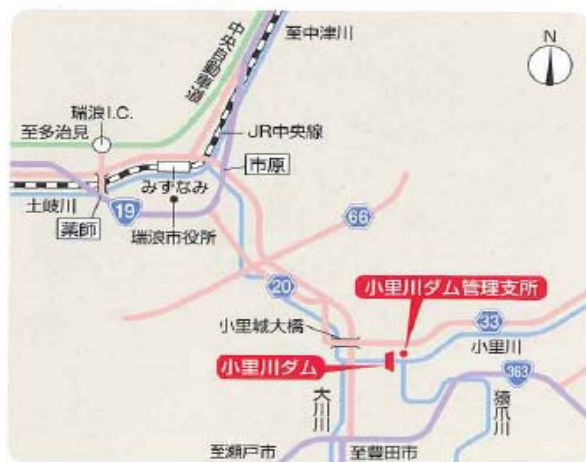 中央自動車道
至中津川
N
瑞浪I.C.
至多治見
JR中央線
みずなみ
市原
土岐川
19
薬師
瑞浪市役所
66
20
小里川ダム管理支所
小里城大橋
33
小里川
小里川ダム
363
大川川
猿爪川
至瀬戸市
至豊田市